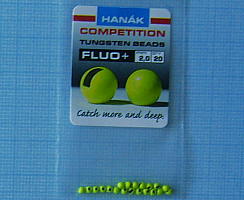 HANÁK
COMPETITION
TUNGSTEN BEADS
FLUO+
2,0 20
Catch more and deep.